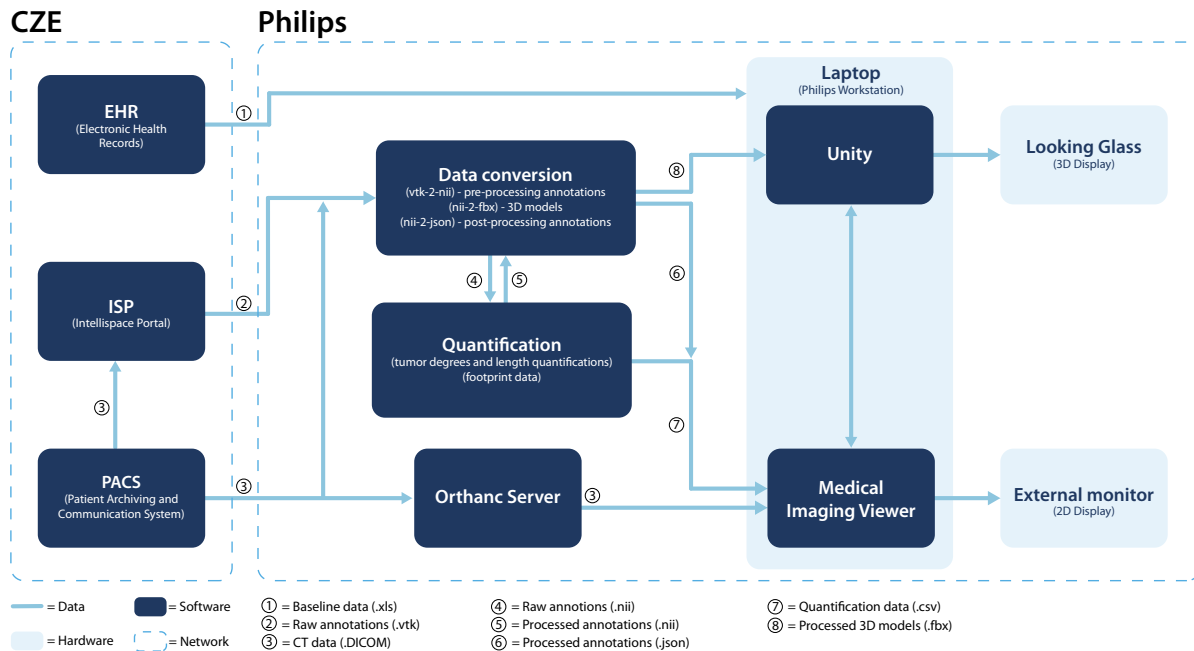 CZE
Philips
EHR
(Electronic Health
Records)
①
Laptop
(Philips Workstation)
Unity
Looking Glass
(3D Display)
Data conversion
(vtk-2-nii) - pre-processing annotations
(nii-2-fbx) - 3D models
(nii-2-json) - post-processing annotations
⑧
④
⑤
⑥
ISP
(Intellispace Portal)
②
Quantification
(tumor degrees and length quantifications)
(footprint data)
③
⑦
PACS
(Patient Archiving and
Communication System)
③
Orthanc Server
③
Medical
Imaging Viewer
External monitor
(2D Display)
= Data
= Software
= Hardware
= Network
① = Baseline data (.xls)
② = Raw annotations (.vtk)
③ = CT data (.DICOM)
④ = Raw annotions (.nii)
⑤ = Processed annotations (.nii)
⑥ = Processed annotations (.json)
⑦ = Quantification data (.csv)
⑧ = Processed 3D models (.fbx)